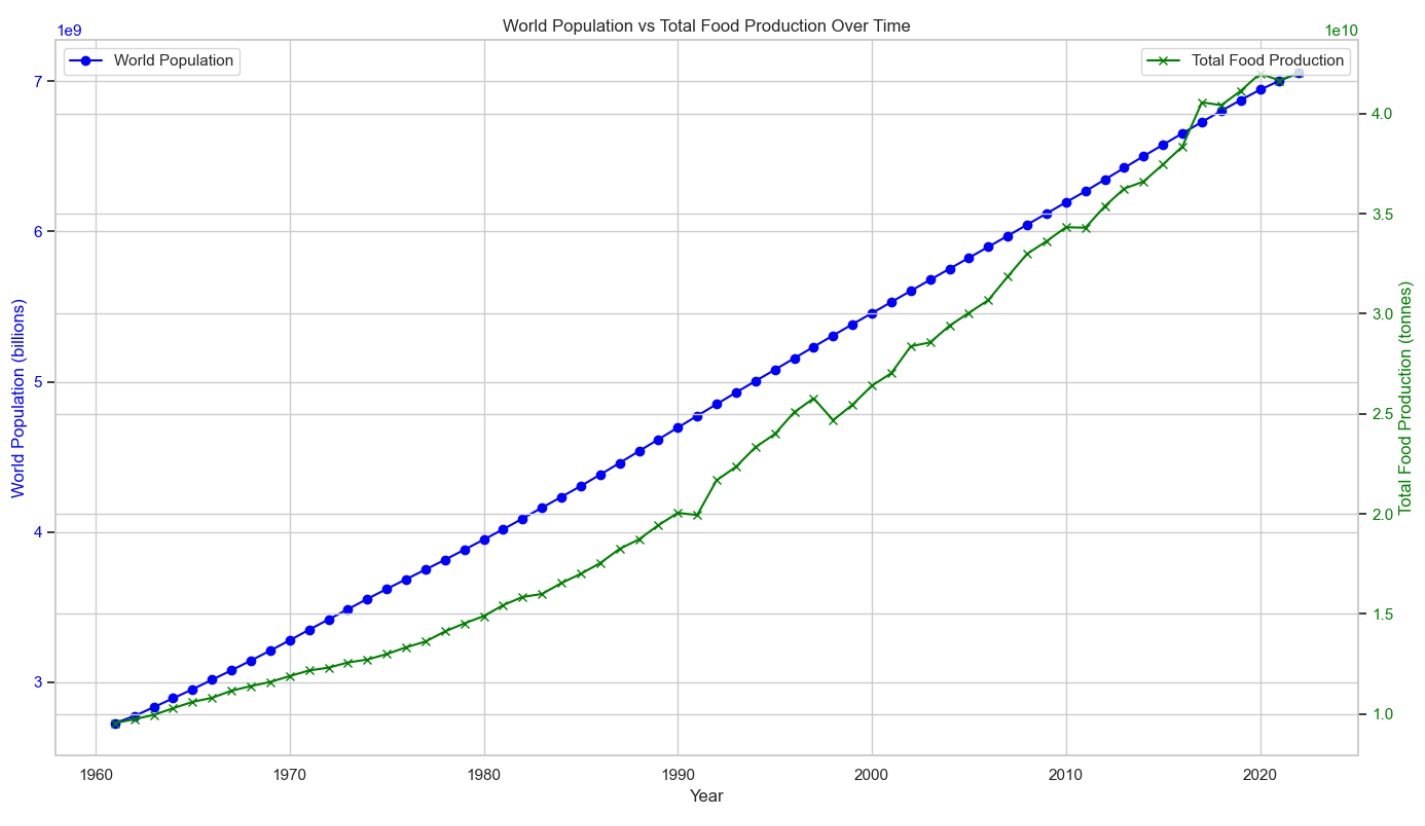 World Population vs Total Food Production Over Time
1e9
1e10
World Population
Total Food Production
7
6
5
4
3
World Population (billions)
4.0
3.5
3.0
2.5
2.0
1.5
1.0
Total Food Production (tonnes)
1960 1970 1980 1990 2000 2010 2020
Year